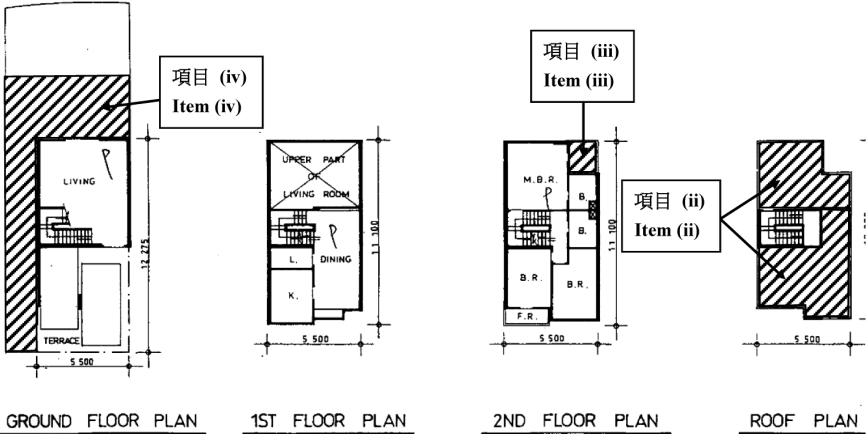 項目 (iv)
Item (iv)
LIVING
TERRACE
12 275
5 500
GROUND FLOOR PLAN
UPPER PART
OF
LIVING ROOM
DINING
L.
K.
11 100
5 500
1ST FLOOR PLAN
項目 (iii)
Item (iii)
M.B.R.
B.
B.
B.R.
B.R.
F.R.
11 100
5 500
2ND FLOOR PLAN
項目 (ii)
Item (ii)
5 500
ROOF PLAN